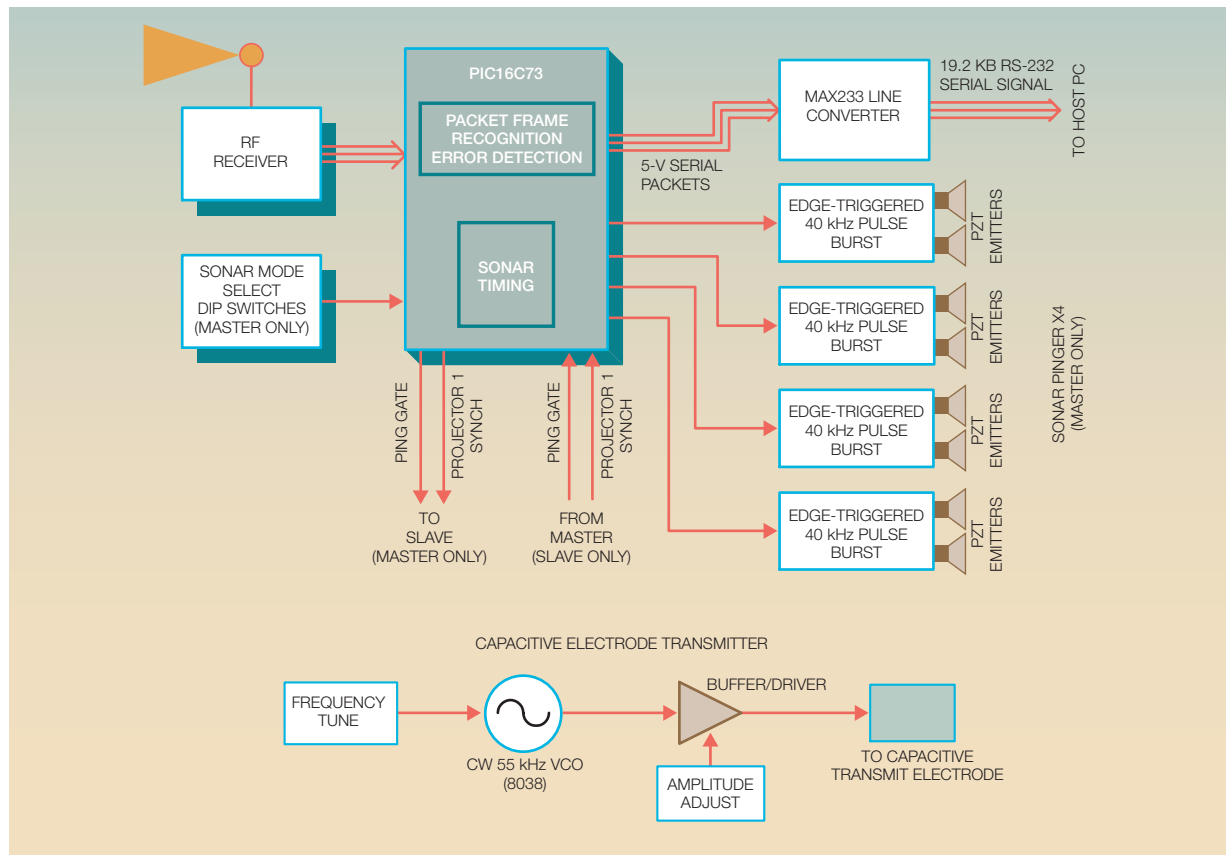 PIC16C73
PACKET FRAME
RECOGNITION
ERROR DETECTION
SONAR
TIMING
RF
RECEIVER
SONAR MODE
SELECT
DIP SWITCHES
(MASTER ONLY)
5-V SERIAL
PACKETS
MAX233 LINE
CONVERTER
19.2 KB RS-232
SERIAL SIGNAL
TO HOST PC
EDGE-TRIGGERED
40 kHz PULSE
BURST
PZT
EMITTERS
EDGE-TRIGGERED
40 kHz PULSE
BURST
PZT
EMITTERS
EDGE-TRIGGERED
40 kHz PULSE
BURST
PZT
EMITTERS
EDGE-TRIGGERED
40 kHz PULSE
BURST
PZT
EMITTERS
SONAR PINGER X4
(MASTER ONLY)
PING GATE
PROJECTOR 1
SYNCH
TO
SLAVE
(MASTER ONLY)
PING GATE
PROJECTOR 1
SYNCH
FROM
MASTER
(SLAVE ONLY)
CAPACITIVE ELECTRODE TRANSMITTER
FREQUENCY
TUNE
CW 55 kHz VCO
(8038)
BUFFER/DRIVER
AMPLITUDE
ADJUST
TO CAPACITIVE
TRANSMIT ELECTRODE